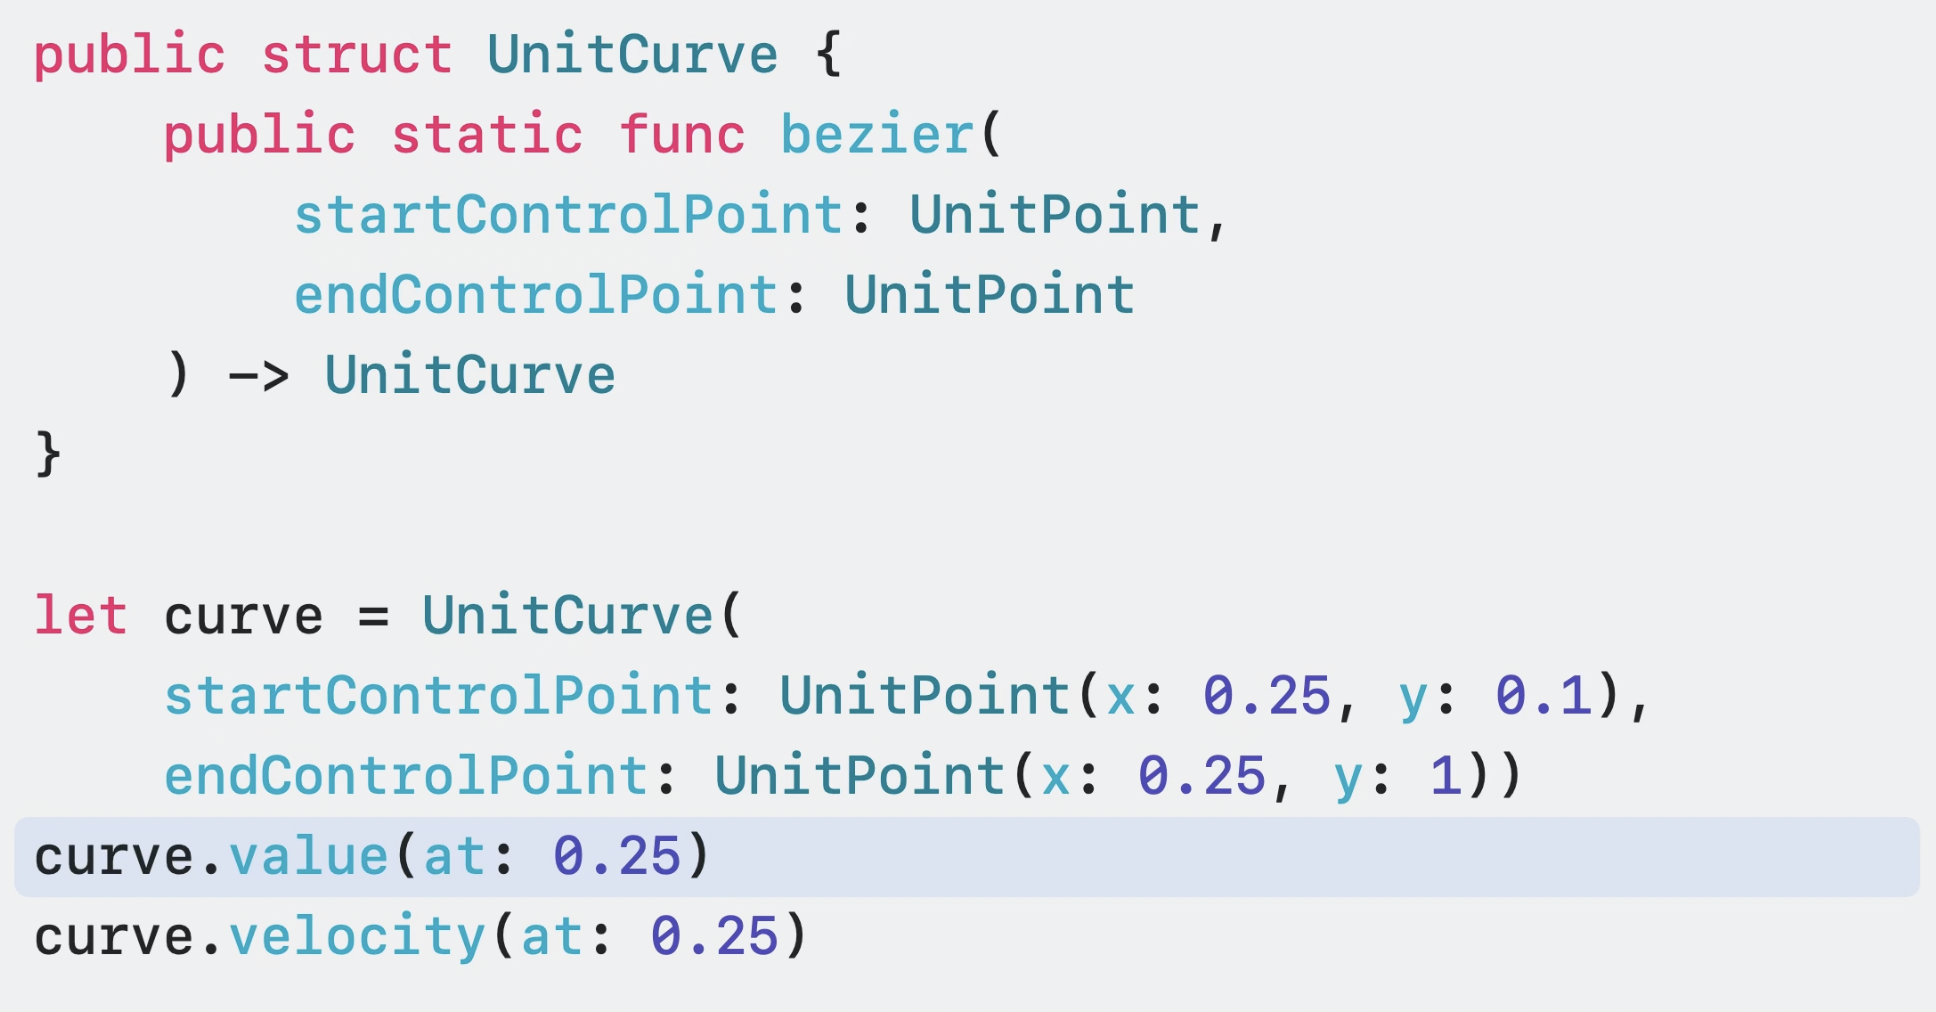 public struct UnitCurve {
    public static func bezier(
        startControlPoint: UnitPoint,
        endControlPoint: UnitPoint
    ) -> UnitCurve
}

let curve = UnitCurve(
    startControlPoint: UnitPoint(x: 0.25, y: 0.1),
    endControlPoint: UnitPoint(x: 0.25, y: 1))
curve.value(at: 0.25)
curve.velocity(at: 0.25)